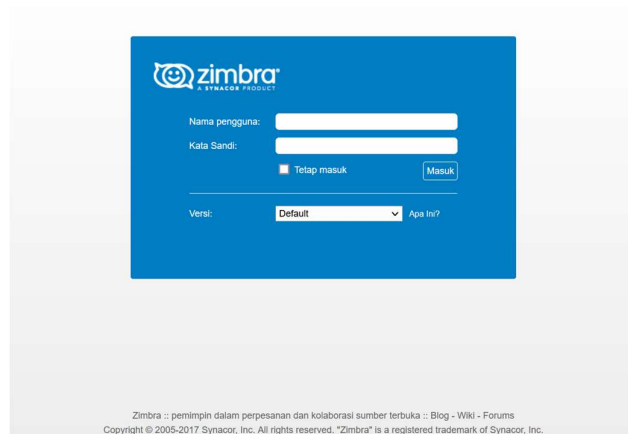 zimbra
A SYNACOR PRODUCT
Nama pengguna:
Kata Sandi:
Tetap masuk
Masuk
Versi: Default Apa Ini?
Zimbra :: pemimpin dalam perpesanan dan kolaborasi sumber terbuka :: Blog - Wiki - Forums
Copyright © 2005-2017 Synacor, Inc. All rights reserved. "Zimbra" is a registered trademark of Synacor, Inc.